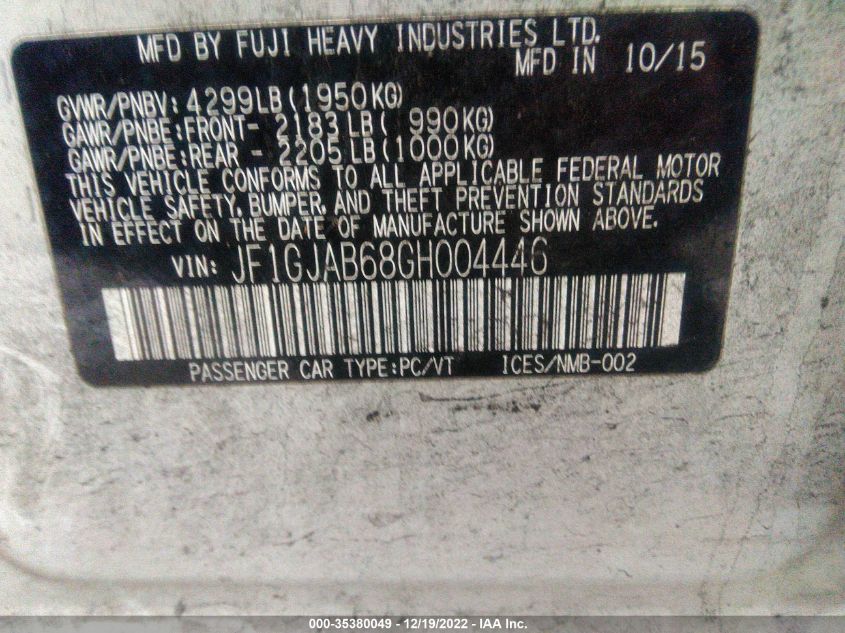 MFD BY FUJI HEAVY INDUSTRIES LTD.
MFD IN 10/15
GVWR/PNBV: 4299LB(1950KG)
GAWR/PNBE:FRONT- 2183LB( 990KG)
GAWR/PNBE:REAR - 2205LB(1000KG)
THIS VEHICLE CONFORMS TO ALL APPLICABLE FEDERAL MOTOR
VEHICLE SAFETY, BUMPER, AND THEFT PREVENTION STANDARDS
IN EFFECT ON THE DATE OF MANUFACTURE SHOWN ABOVE.
VIN: JF1GJAB68GH004446
PASSENGER CAR TYPE:PC/VT ICES/NMB-002
000-35380049 - 12/19/2022 - IAA Inc.